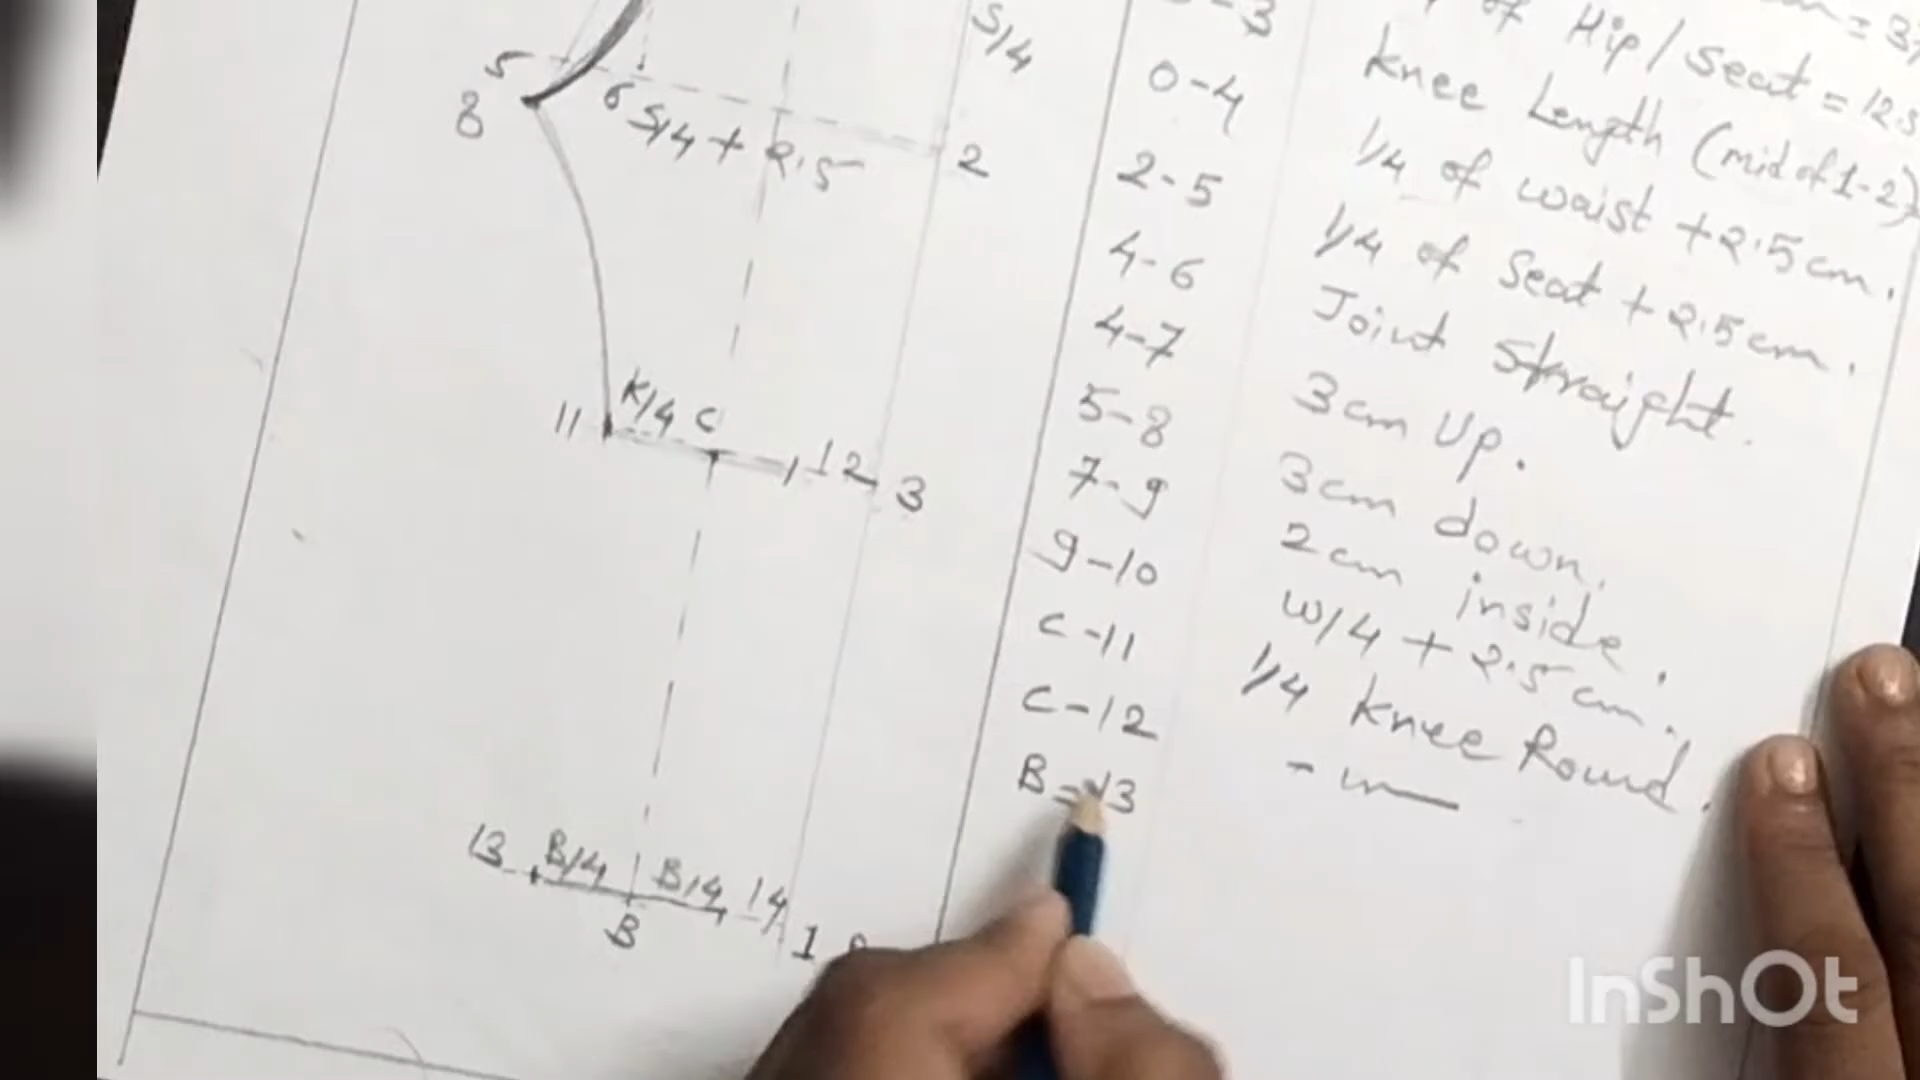 S/4
5
6
8
S/4 + 2.5
2
K/4 C
11
12
3
13
B/4
B/4
14
B
1
- 3
of Hip/Seat = 12.5
0-4 Knee Length (mid of 1-2)
2-5 1/4 of waist + 2.5 cm.
4-6 1/4 of Seat + 2.5 cm.
4-7 Joint Straight.
5-8 3 cm Up.
7-9 3 cm down.
9-10 2 cm inside.
C-11 W/4 + 2.5 cm.
C-12 1/4 Knee Round.
B-13 - 〃
InShOt